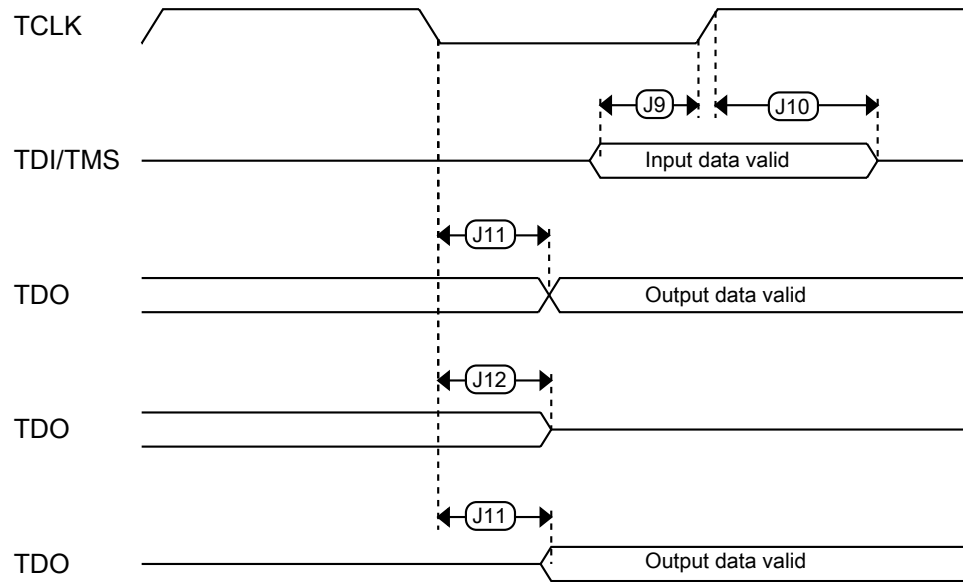 TCLK
J9
J10
TDI/TMS
Input data valid
J11
TDO
Output data valid
J12
TDO
J11
TDO
Output data valid